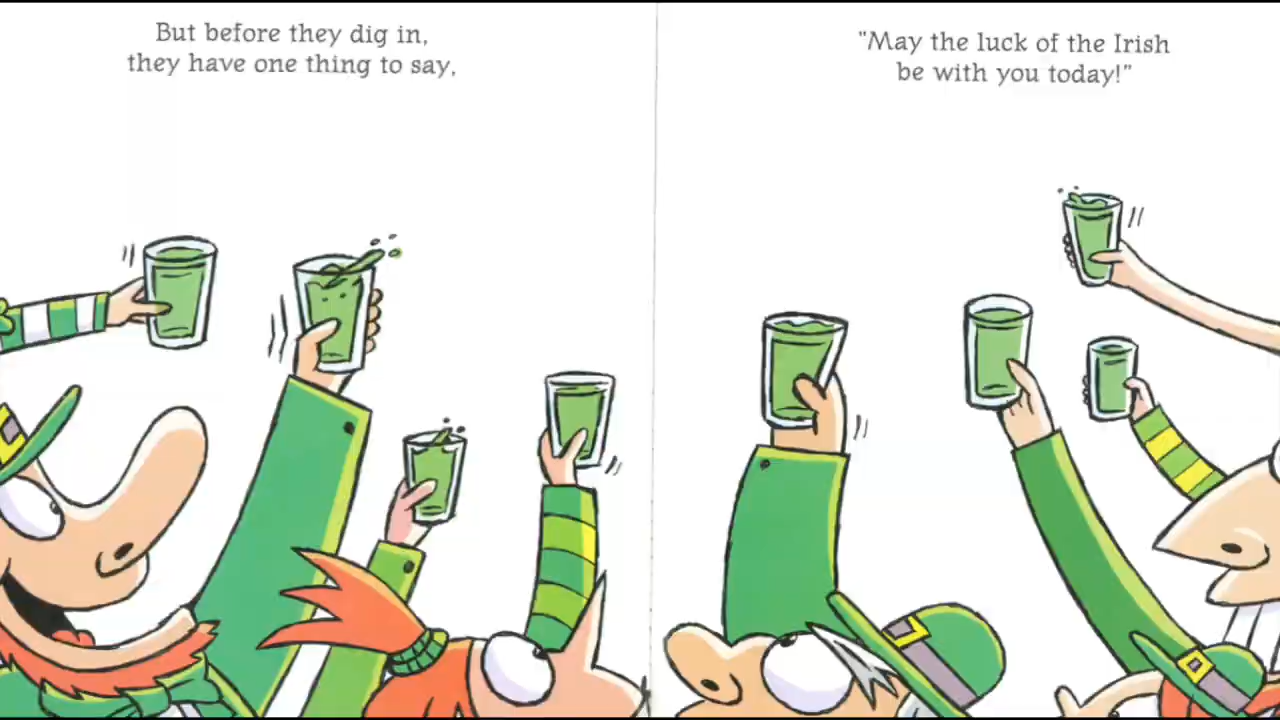 But before they dig in,
they have one thing to say,
"May the luck of the Irish
be with you today!"